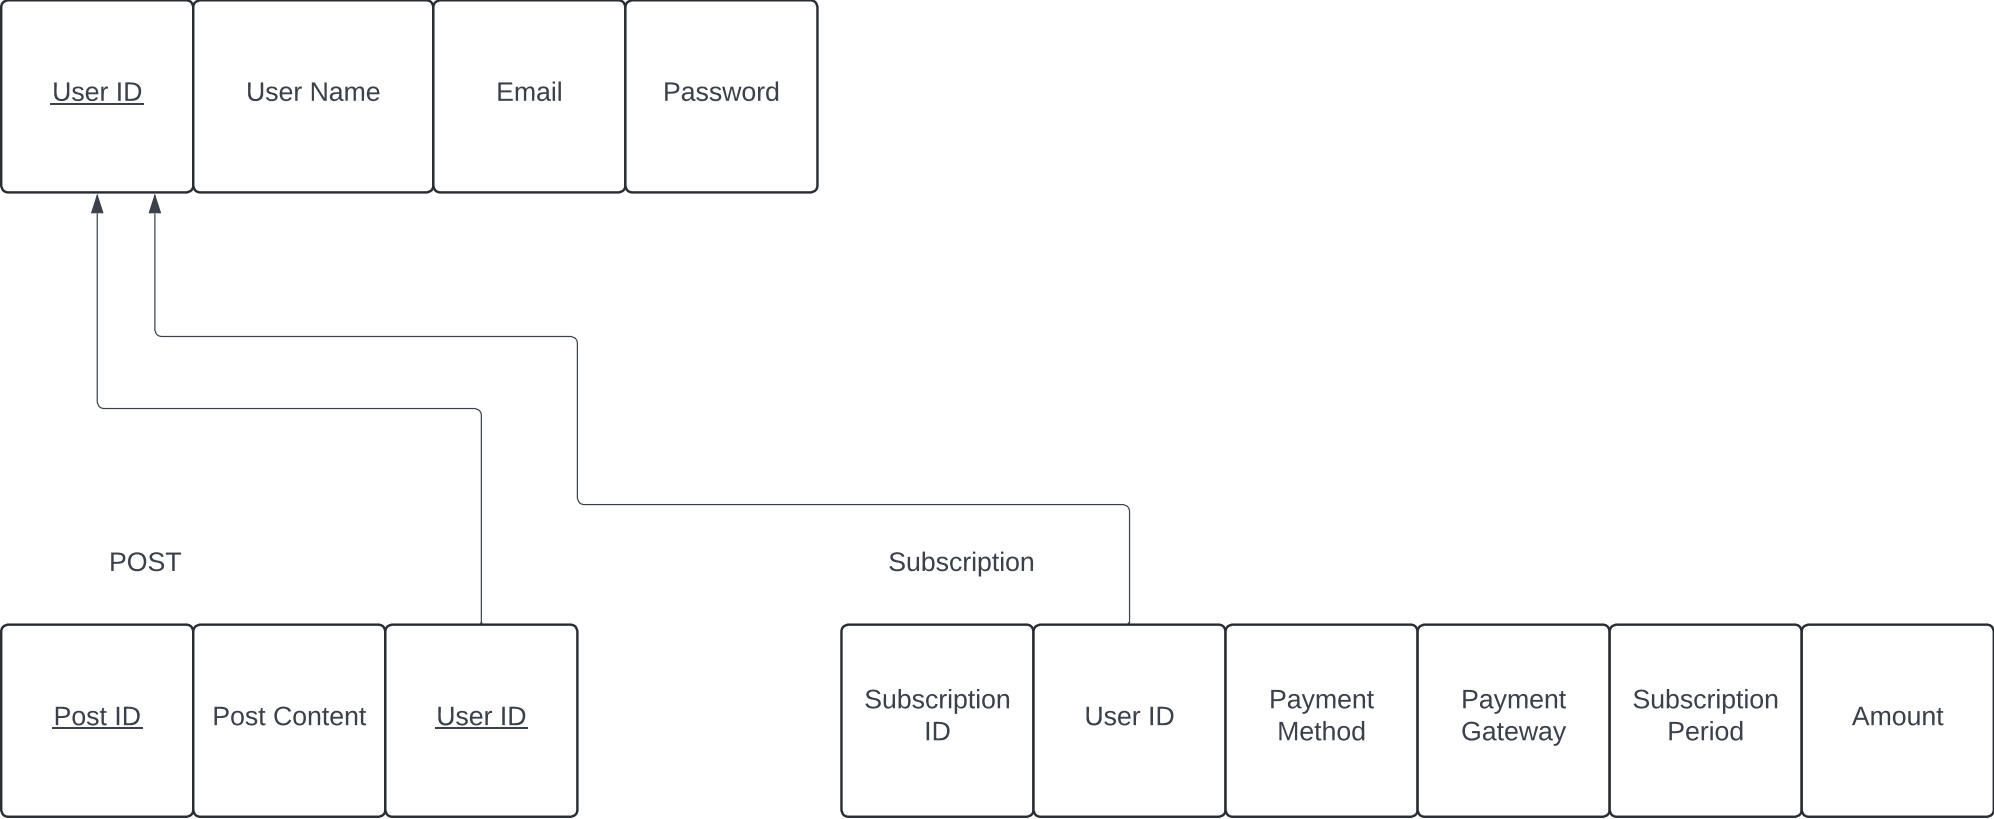 User ID
User Name
Email
Password
POST
Subscription
Post ID
Post Content
User ID
Subscription
ID
User ID
Payment
Method
Payment
Gateway
Subscription
Period
Amount